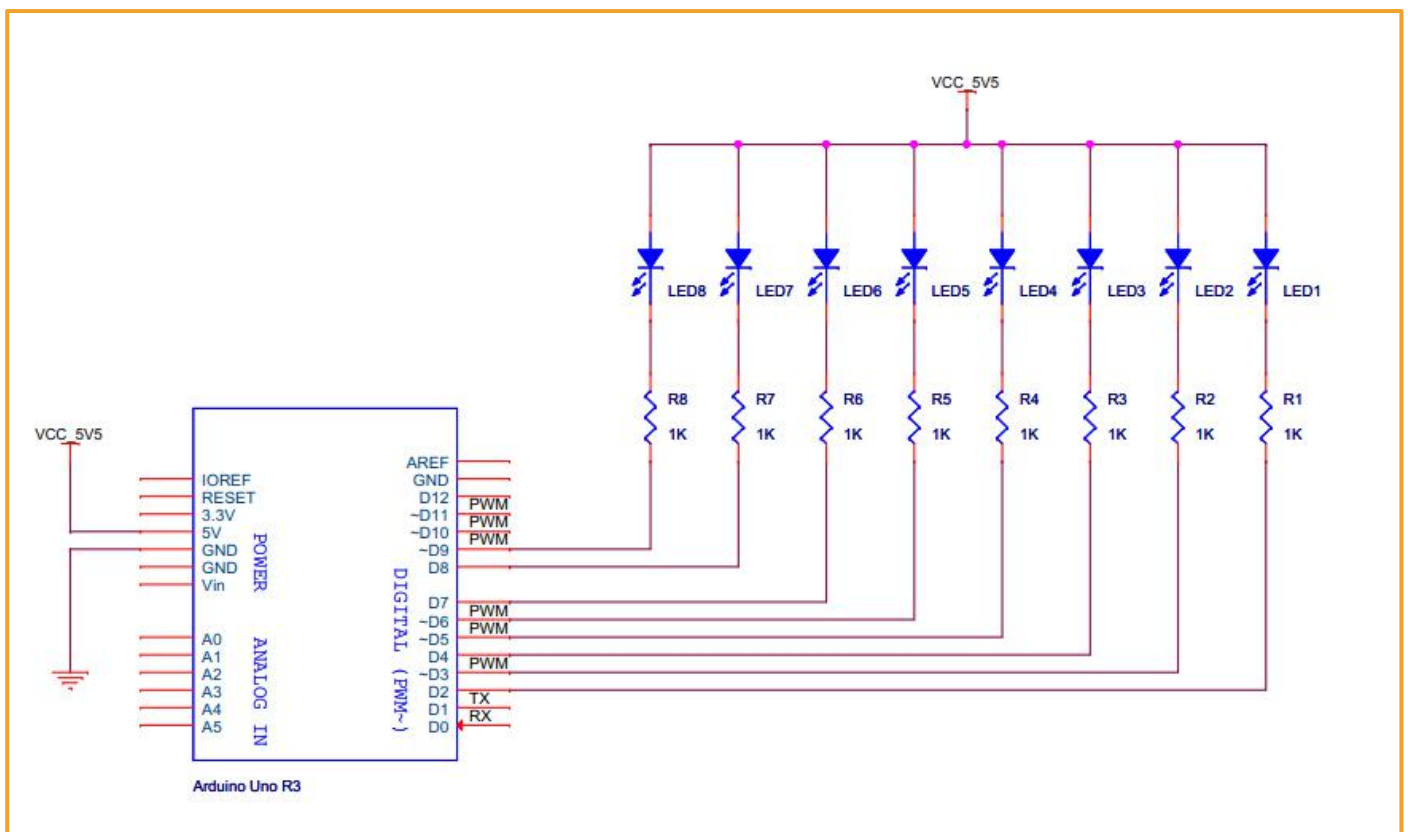 VCC_5V5
LED8 LED7 LED6 LED5 LED4 LED3 LED2 LED1
R8 R7 R6 R5 R4 R3 R2 R1
1K 1K 1K 1K 1K 1K 1K 1K
VCC_5V5
IOREF
RESET
3.3V
5V
GND
GND
Vin
POWER
A0
A1
A2
A3
A4
A5
ANALOG IN
AREF
GND
D12
~D11 PWM
~D10 PWM
~D9 PWM
D8
D7
~D6 PWM
~D5 PWM
D4
~D3 PWM
D2
D1 TX
D0 RX
DIGITAL (PWM~)
Arduino Uno R3